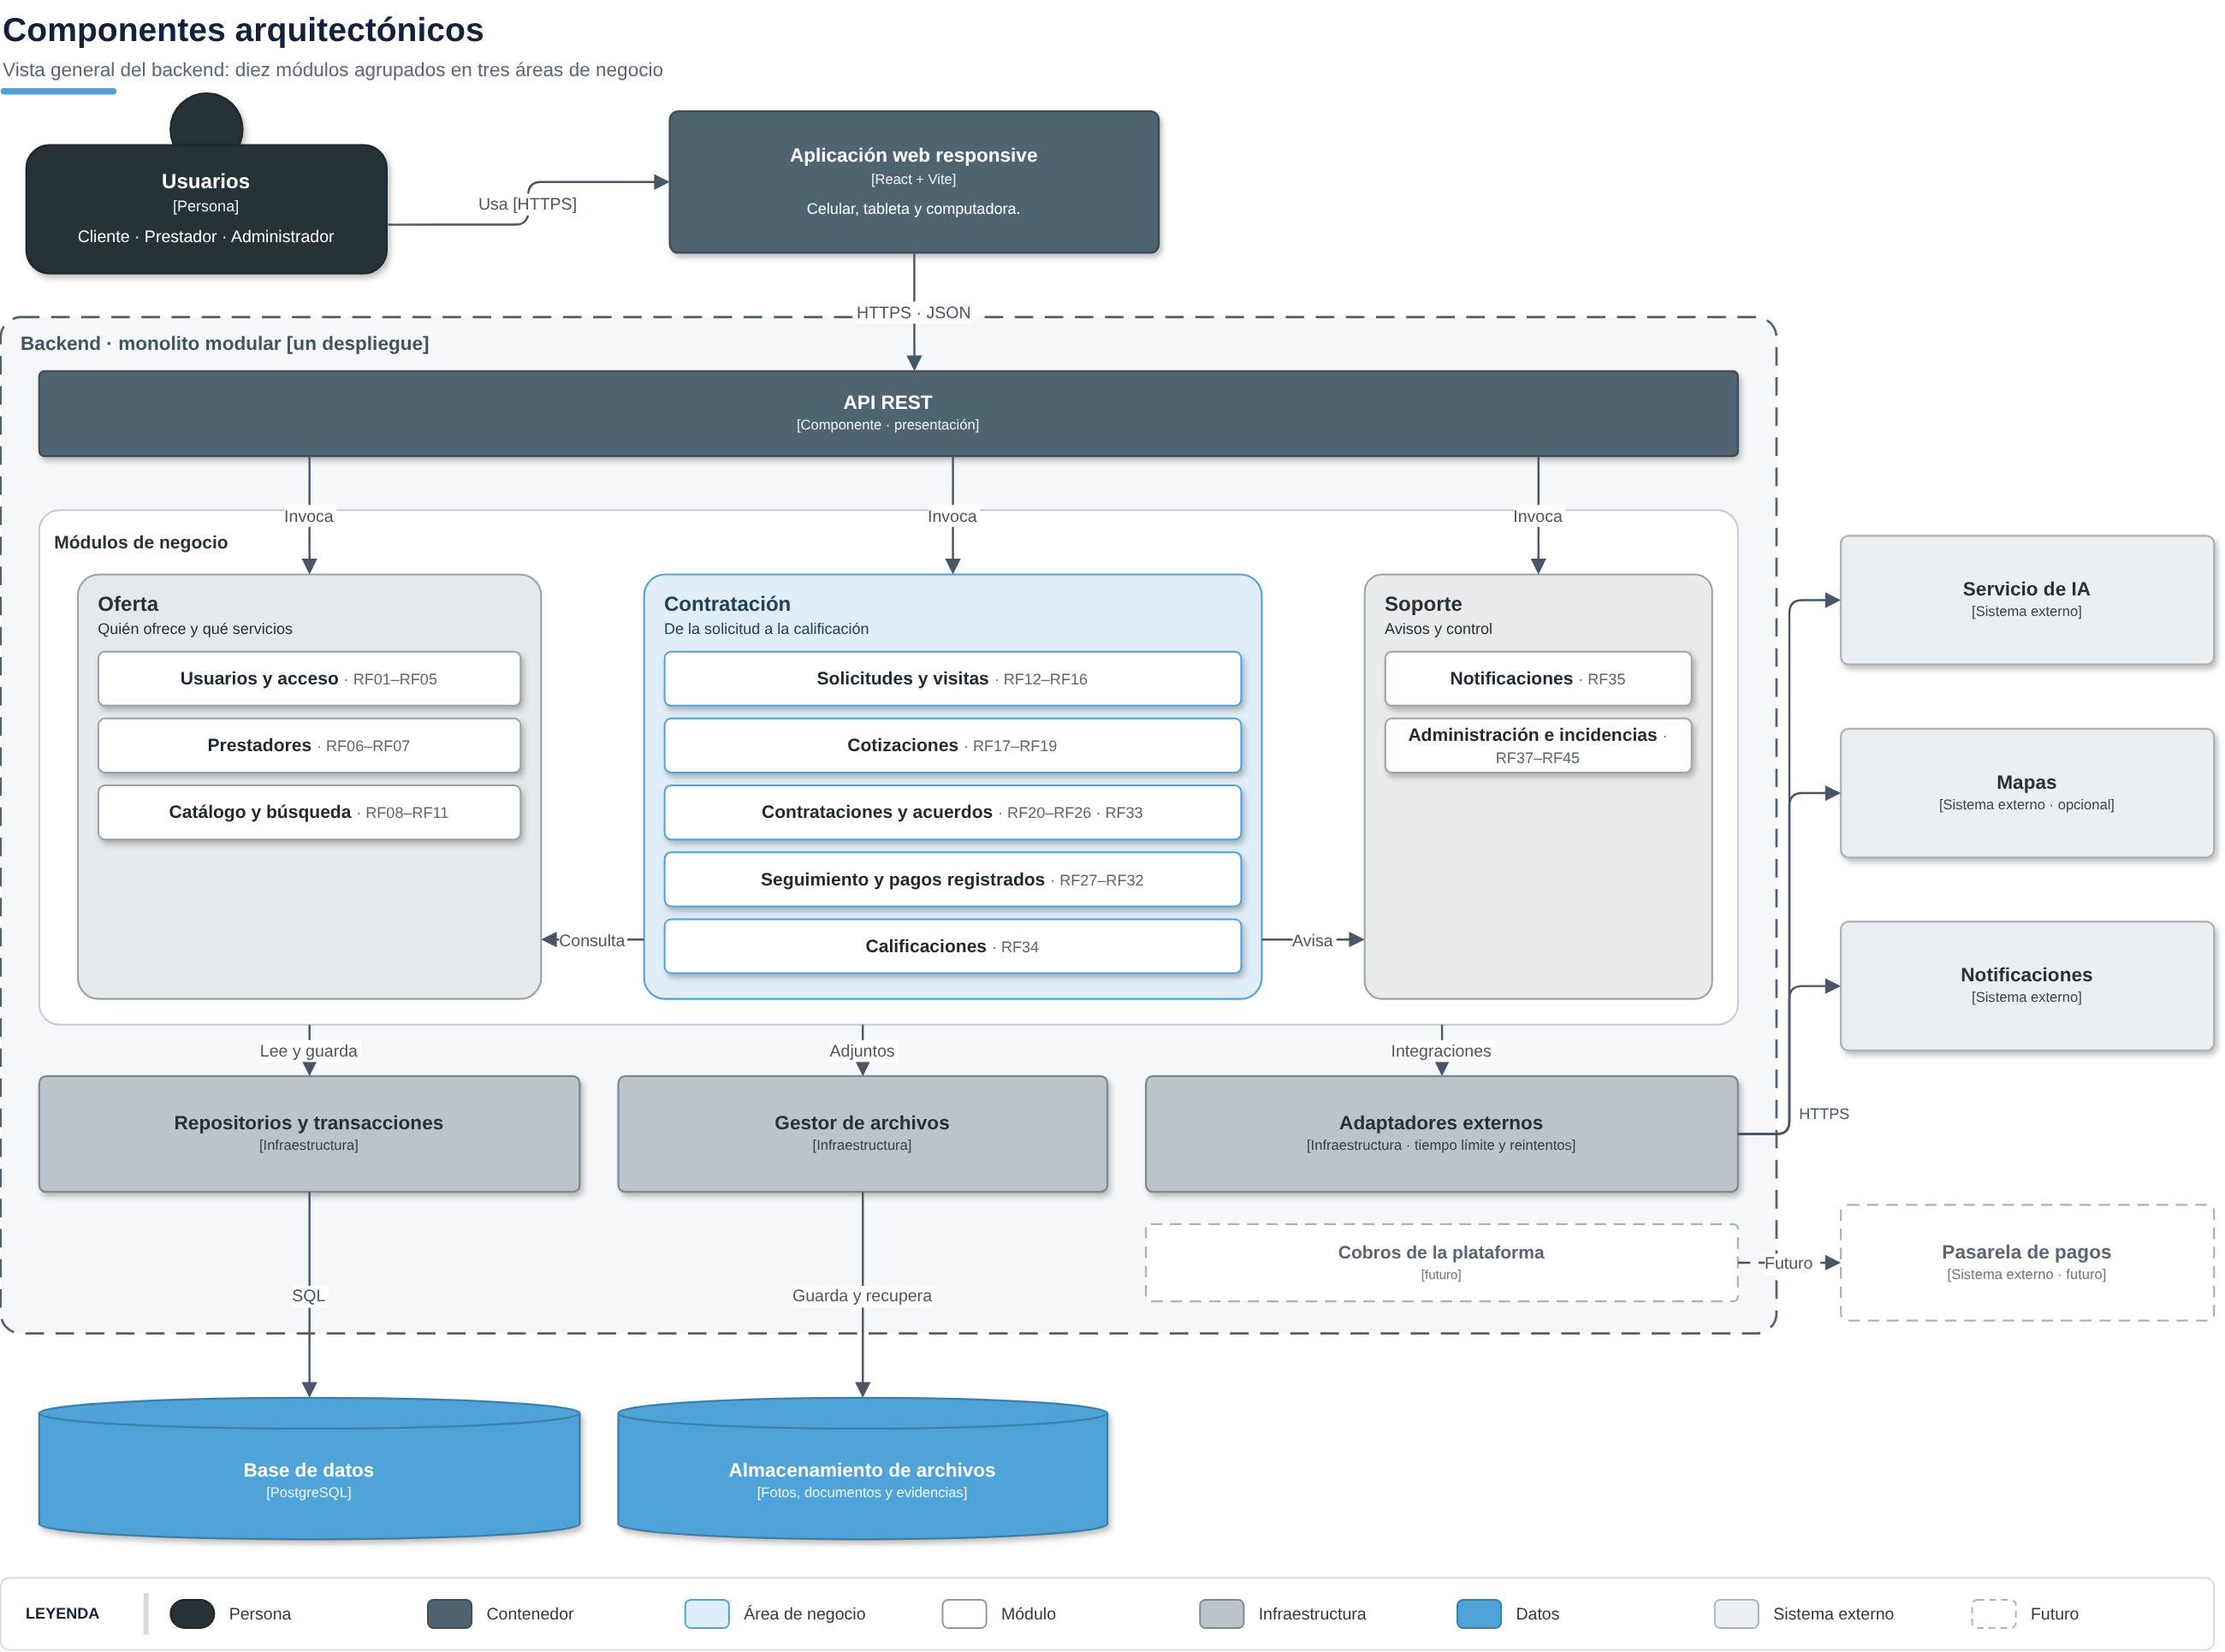 Componentes arquitectónicos
Vista general del backend: diez módulos agrupados en tres áreas de negocio
Usuarios
[Persona]
Cliente · Prestador · Administrador
Usa [HTTPS]
Aplicación web responsive
[React + Vite]
Celular, tableta y computadora.
HTTPS · JSON
Backend · monolito modular [un despliegue]
API REST
[Componente · presentación]
Invoca
Invoca
Invoca
Módulos de negocio
Oferta
Quién ofrece y qué servicios
Usuarios y acceso · RF01–RF05
Prestadores · RF06–RF07
Catálogo y búsqueda · RF08–RF11
Consulta
Contratación
De la solicitud a la calificación
Solicitudes y visitas · RF12–RF16
Cotizaciones · RF17–RF19
Contrataciones y acuerdos · RF20–RF26 · RF33
Seguimiento y pagos registrados · RF27–RF32
Calificaciones · RF34
Avisa
Soporte
Avisos y control
Notificaciones · RF35
Administración e incidencias ·
RF37–RF45
Servicio de IA
[Sistema externo]
Mapas
[Sistema externo · opcional]
Notificaciones
[Sistema externo]
Lee y guarda
Adjuntos
Integraciones
Repositorios y transacciones
[Infraestructura]
Gestor de archivos
[Infraestructura]
Adaptadores externos
[Infraestructura · tiempo límite y reintentos]
HTTPS
Cobros de la plataforma
[futuro]
Futuro
Pasarela de pagos
[Sistema externo · futuro]
SQL
Guarda y recupera
Base de datos
[PostgreSQL]
Almacenamiento de archivos
[Fotos, documentos y evidencias]
LEYENDA
Persona
Contenedor
Área de negocio
Módulo
Infraestructura
Datos
Sistema externo
Futuro